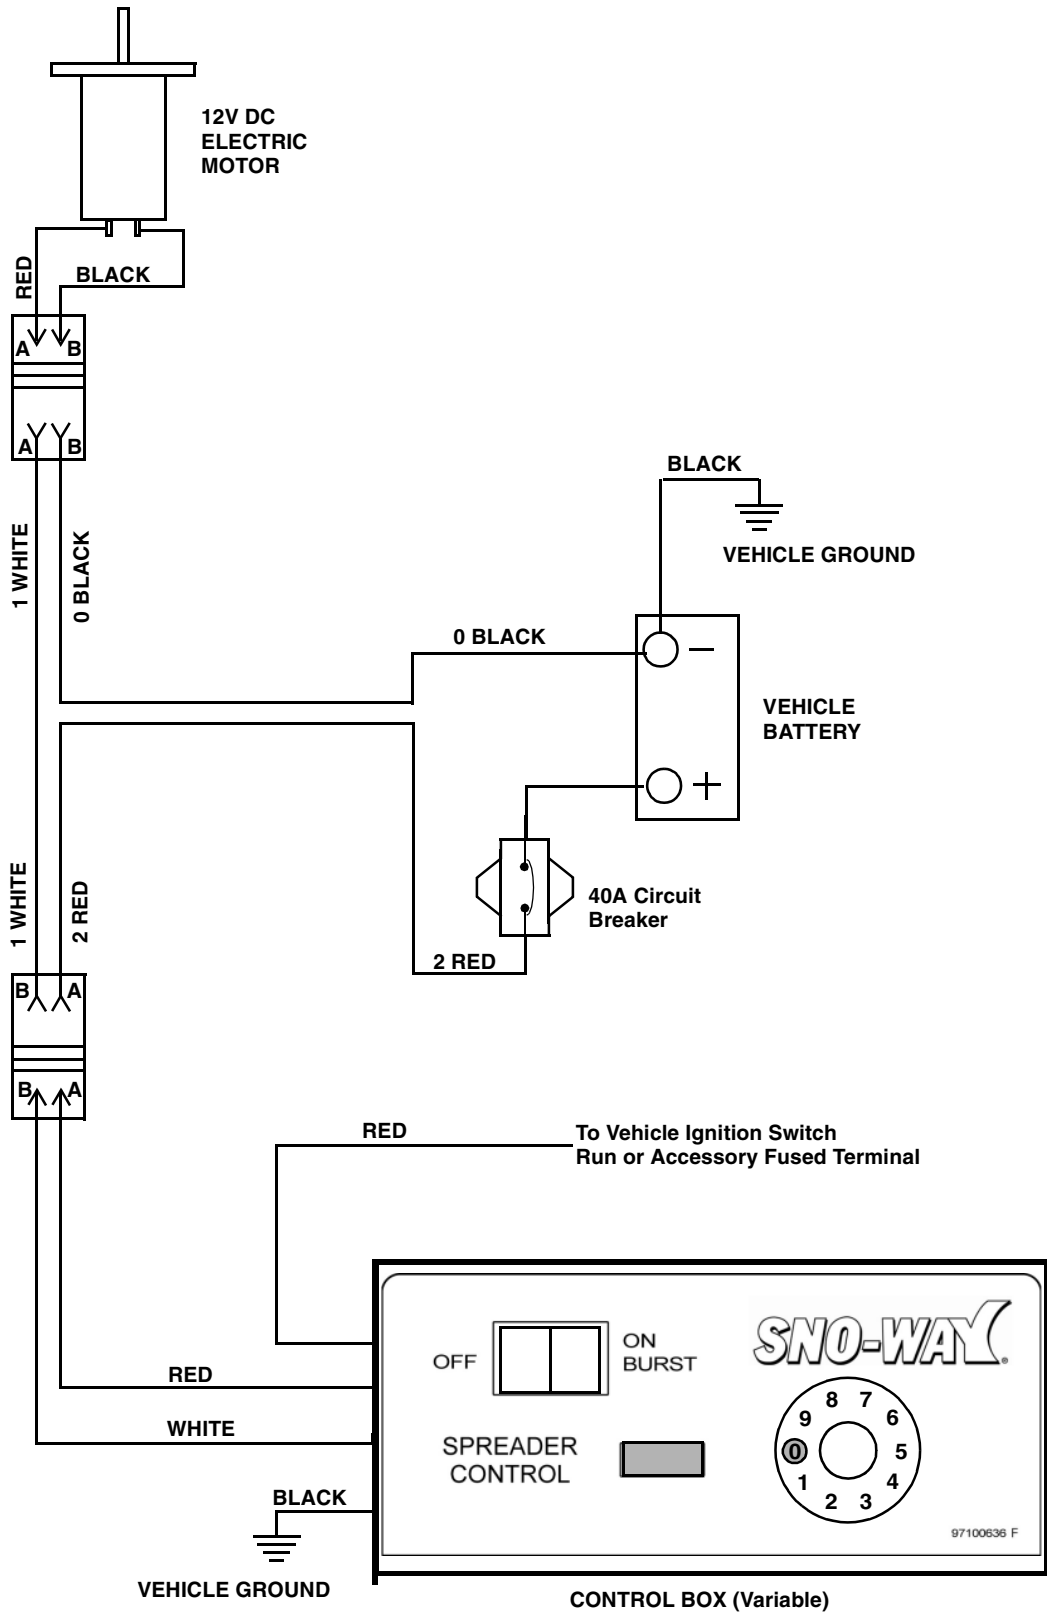 12V DC
ELECTRIC
MOTOR
RED
BLACK
A B
A B
1 WHITE
0 BLACK
BLACK
VEHICLE GROUND
0 BLACK
VEHICLE
BATTERY
40A Circuit
Breaker
1 WHITE
2 RED
2 RED
B A
B A
RED
To Vehicle Ignition Switch
Run or Accessory Fused Terminal
OFF
ON
BURST
SNO-WAY®
RED
WHITE
SPREADER
CONTROL
8 7
9 6
0 5
1 4
2 3
BLACK
97100636 F
VEHICLE GROUND
CONTROL BOX (Variable)